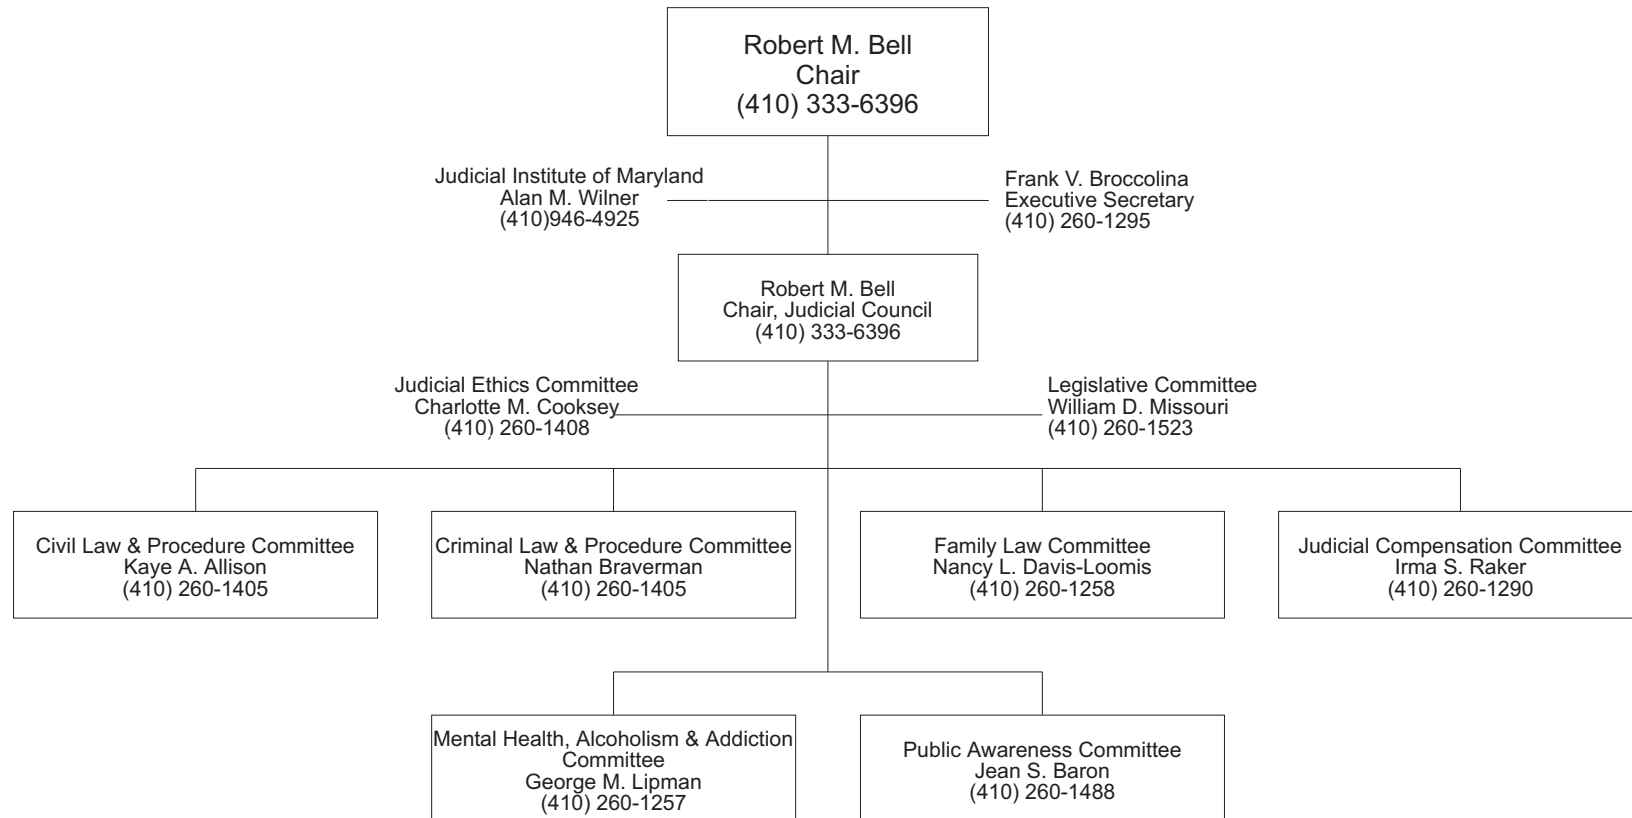 Robert M. Bell
Chair
(410) 333-6396
Judicial Institute of Maryland
Alan M. Wilner
(410)946-4925
Frank V. Broccolina
Executive Secretary
(410) 260-1295
Robert M. Bell
Chair, Judicial Council
(410) 333-6396
Judicial Ethics Committee
Charlotte M. Cooksey
(410) 260-1408
Legislative Committee
William D. Missouri
(410) 260-1523
Civil Law & Procedure Committee
Kaye A. Allison
(410) 260-1405
Criminal Law & Procedure Committee
Nathan Braverman
(410) 260-1405
Family Law Committee
Nancy L. Davis-Loomis
(410) 260-1258
Judicial Compensation Committee
Irma S. Raker
(410) 260-1290
Mental Health, Alcoholism & Addiction
Committee
George M. Lipman
(410) 260-1257
Public Awareness Committee
Jean S. Baron
(410) 260-1488